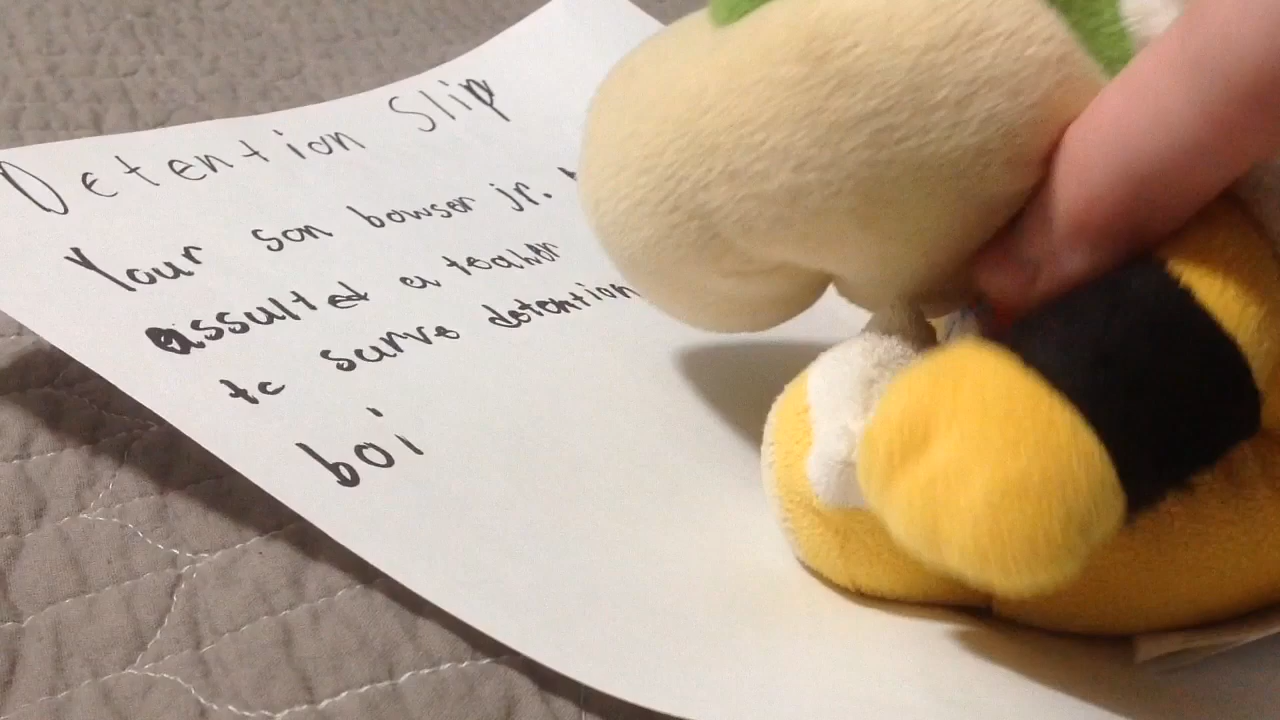 Detention Slip
Your son bowser jr.
assulted a teacher
to surve detention
boi